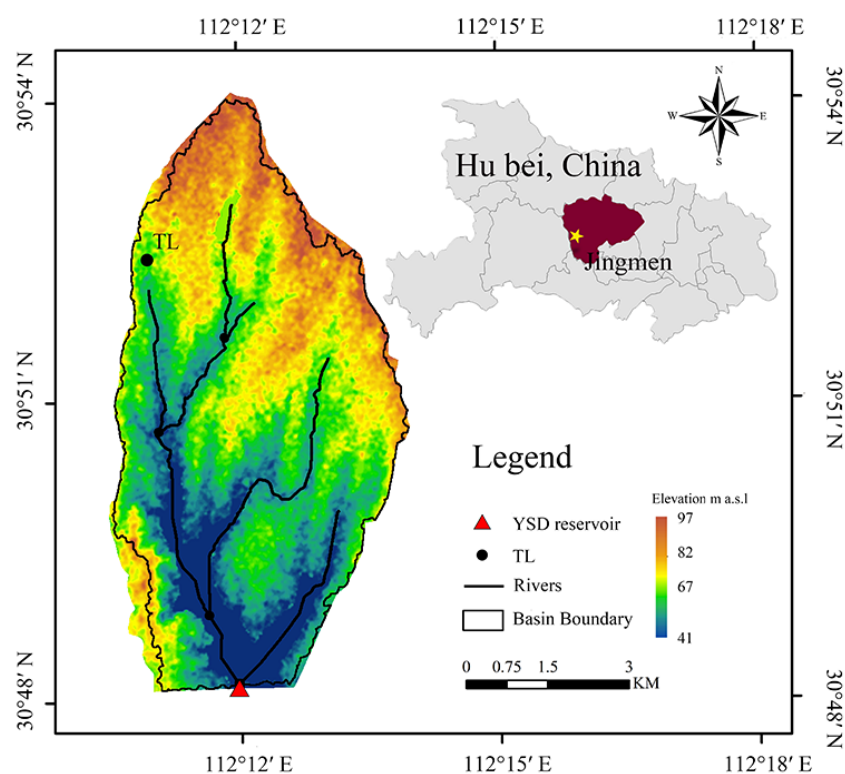 112°12′ E
112°15′ E
112°18′ E
30°54′ N
30°54′ N
N
W
E
S
Hu bei, China
TL
Jingmen
30°51′ N
30°51′ N
Legend
Elevation m a.s.l
YSD reservoir
TL
Rivers
Basin Boundary
97
82
67
41
0 0.75 1.5 3
KM
30°48′ N
30°48′ N
112°12′ E
112°15′ E
112°18′ E